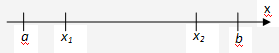 x
a x₁ x₂ b